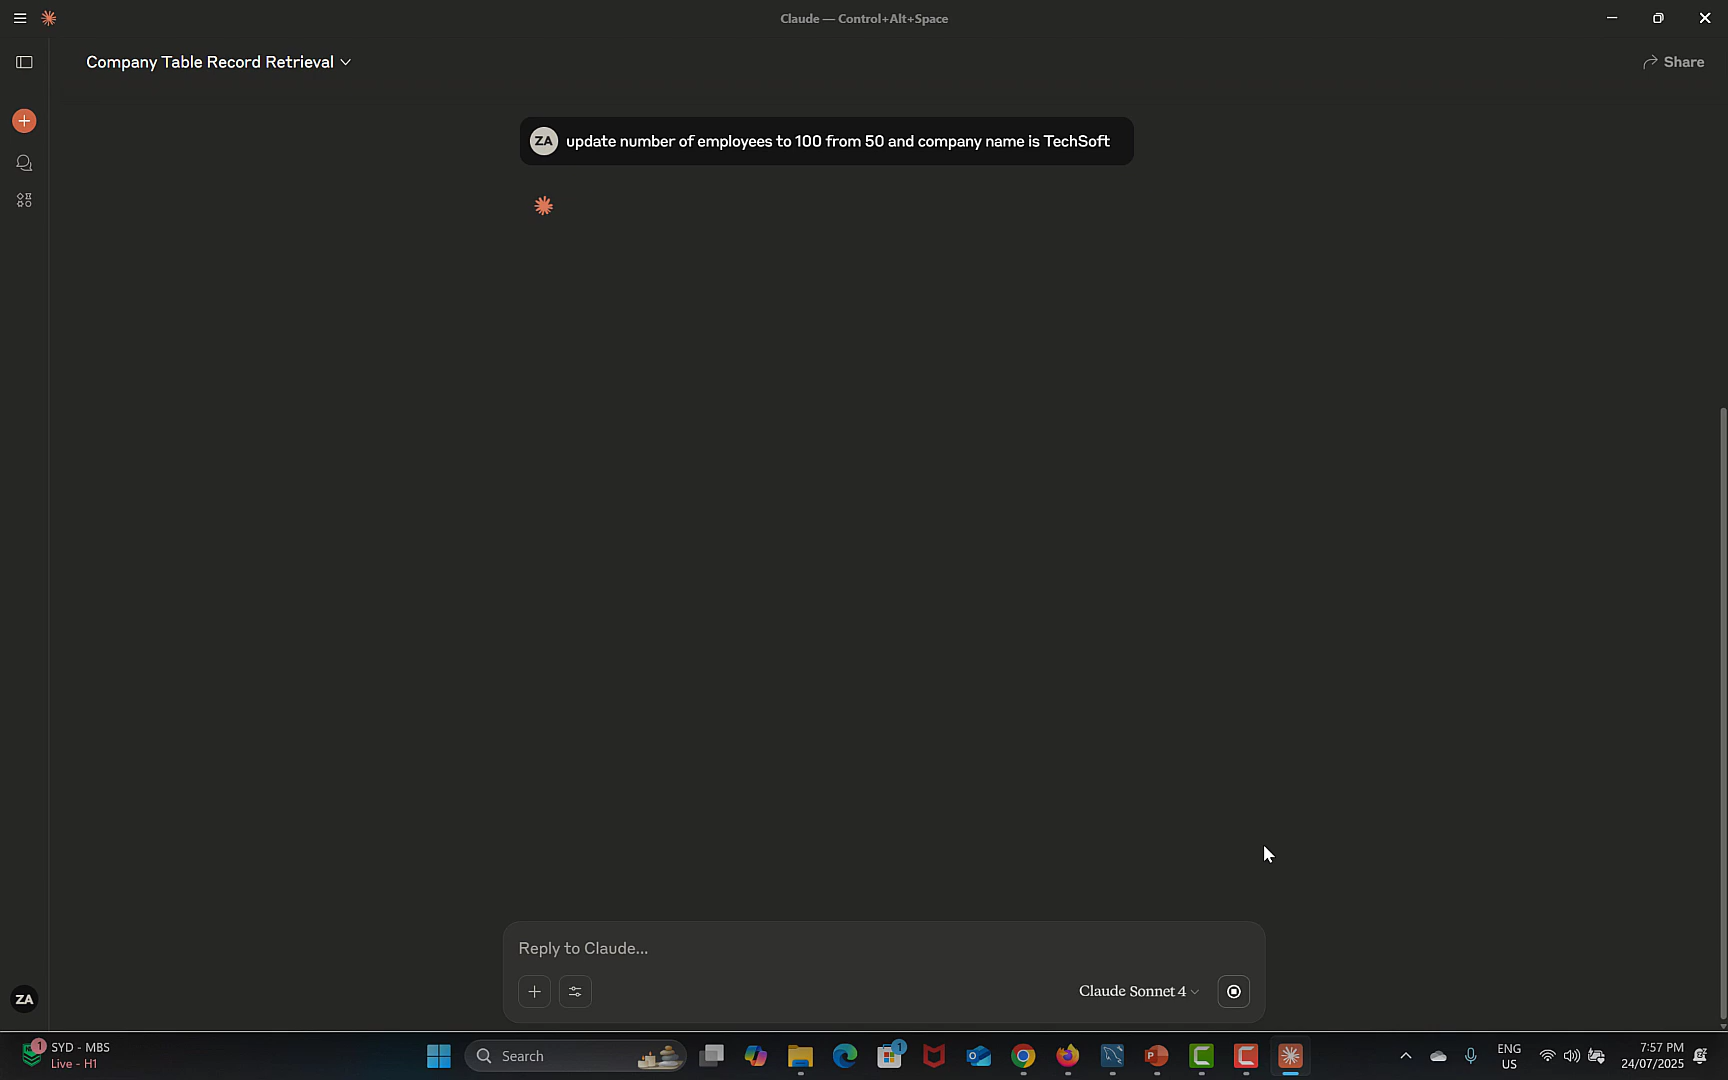 Claude — Control+Alt+Space
Company Table Record Retrieval
Share
ZA update number of employees to 100 from 50 and company name is TechSoft
Reply to Claude...
Claude Sonnet 4
ZA
1
SYD - MBS
Live - H1
Search
1
ENG
US
7:57 PM
24/07/2025